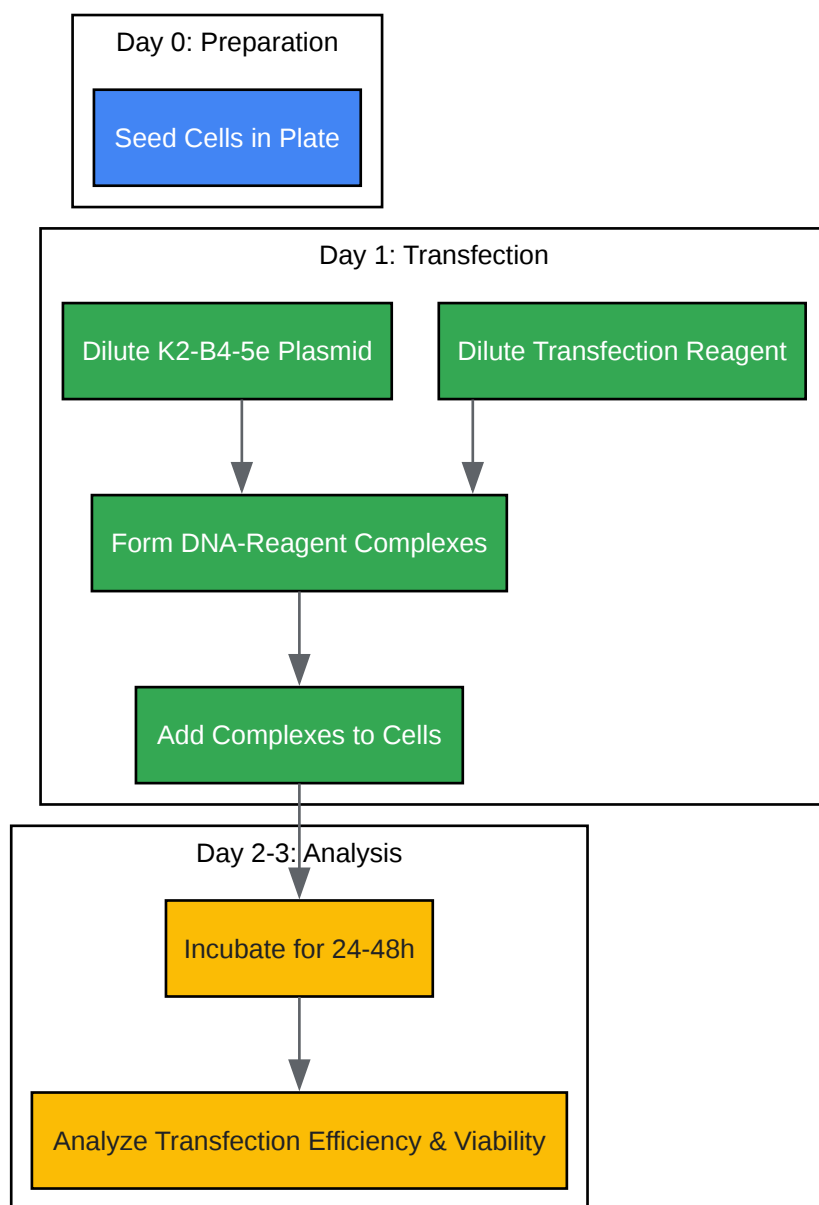 Day 0: Preparation
Seed Cells in Plate
Day 1: Transfection
Dilute K2-B4-5e Plasmid
Dilute Transfection Reagent
Form DNA-Reagent Complexes
Add Complexes to Cells
Day 2-3: Analysis
Incubate for 24-48h
Analyze Transfection Efficiency & Viability